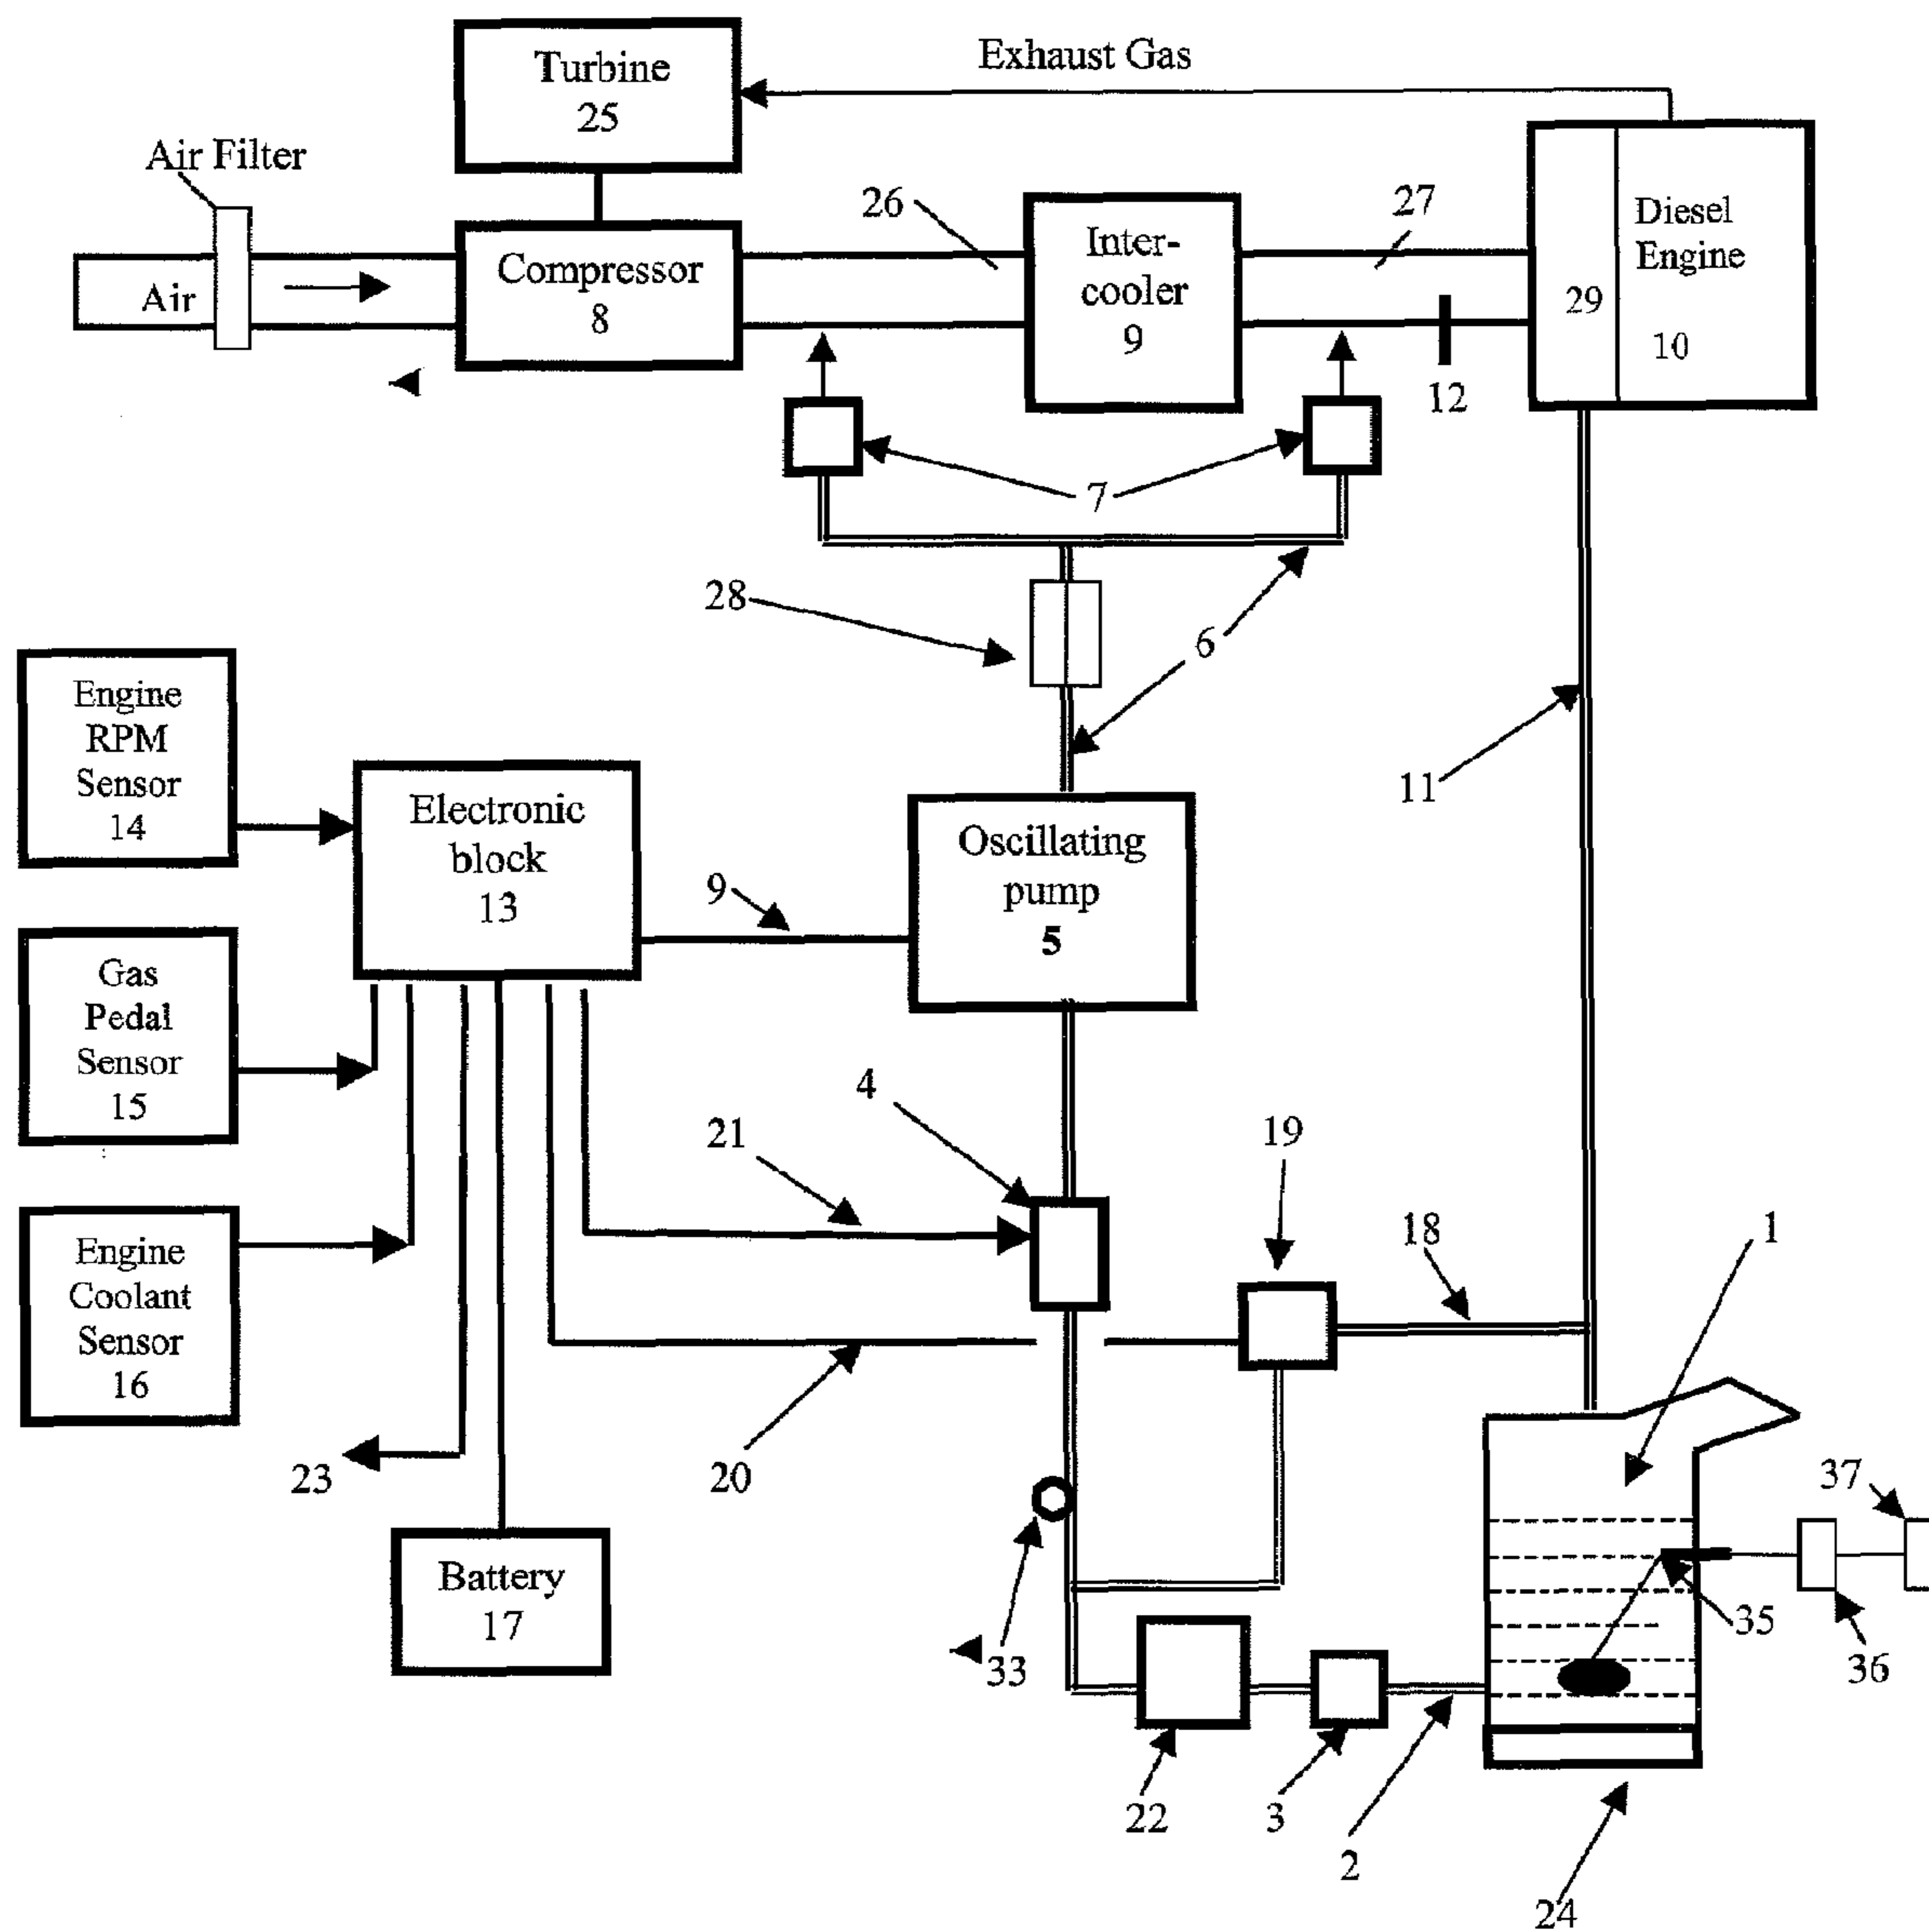 Turbine
25
Exhaust Gas
Air Filter
Air
Compressor
8
26
Inter-
cooler
9
27
12
29
Diesel
Engine
10
7
28
6
11
Engine
RPM
Sensor
14
Electronic
block
13
9
Oscillating
pump
5
Gas
Pedal
Sensor
15
4
21
19
18
1
Engine
Coolant
Sensor
16
23
20
37
Battery
17
33
35
36
22
3
2
24